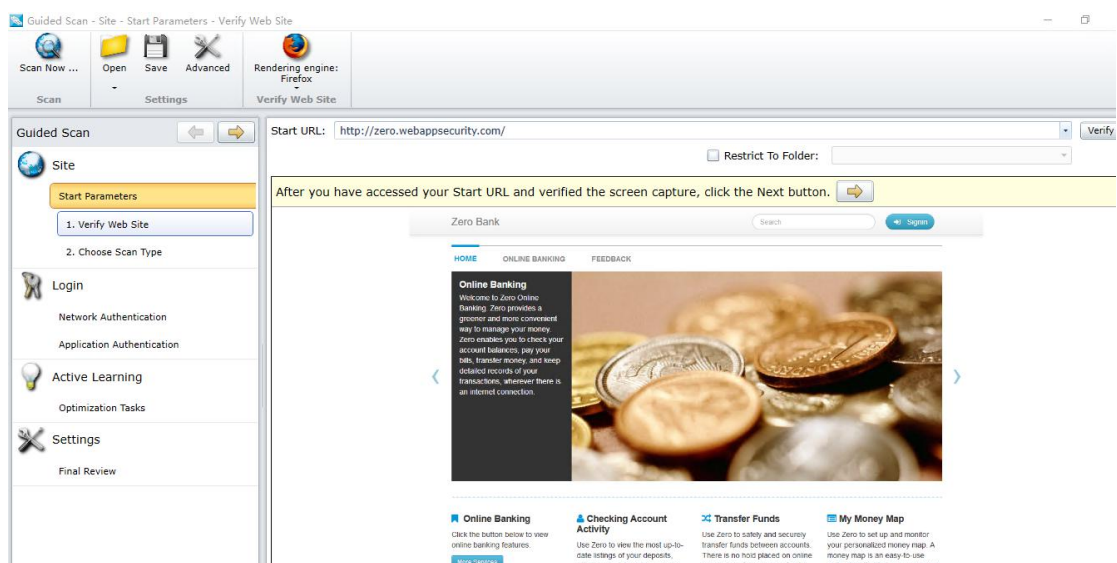 Guided Scan - Site - Start Parameters - Verify Web Site
Scan Now ...
Open
Save
Advanced
Rendering engine:
Firefox
Scan
Settings
Verify Web Site
Guided Scan
Site
Start Parameters
1. Verify Web Site
2. Choose Scan Type
Login
Network Authentication
Application Authentication
Active Learning
Optimization Tasks
Settings
Final Review
Start URL: http://zero.webappsecurity.com/
Verify
Restrict To Folder:
After you have accessed your Start URL and verified the screen capture, click the Next button.
Zero Bank
Search
Signin
HOME
ONLINE BANKING
FEEDBACK
Online Banking
Welcome to Zero Online
Banking. Zero provides a
greener and more convenient
way to manage your money.
Zero enables you to check your
account balances, pay your
bills, transfer money, and keep
detailed records of your
transactions, wherever there is
an internet connection.
Online Banking
Click the button below to view
online banking features.
More Services
Checking Account
Activity
Use Zero to view the most up-to-
date listings of your deposits,
Transfer Funds
Use Zero to safely and securely
transfer funds between accounts.
There is no hold placed on online
My Money Map
Use Zero to set up and monitor
your personalized money map. A
money map is an easy-to-use